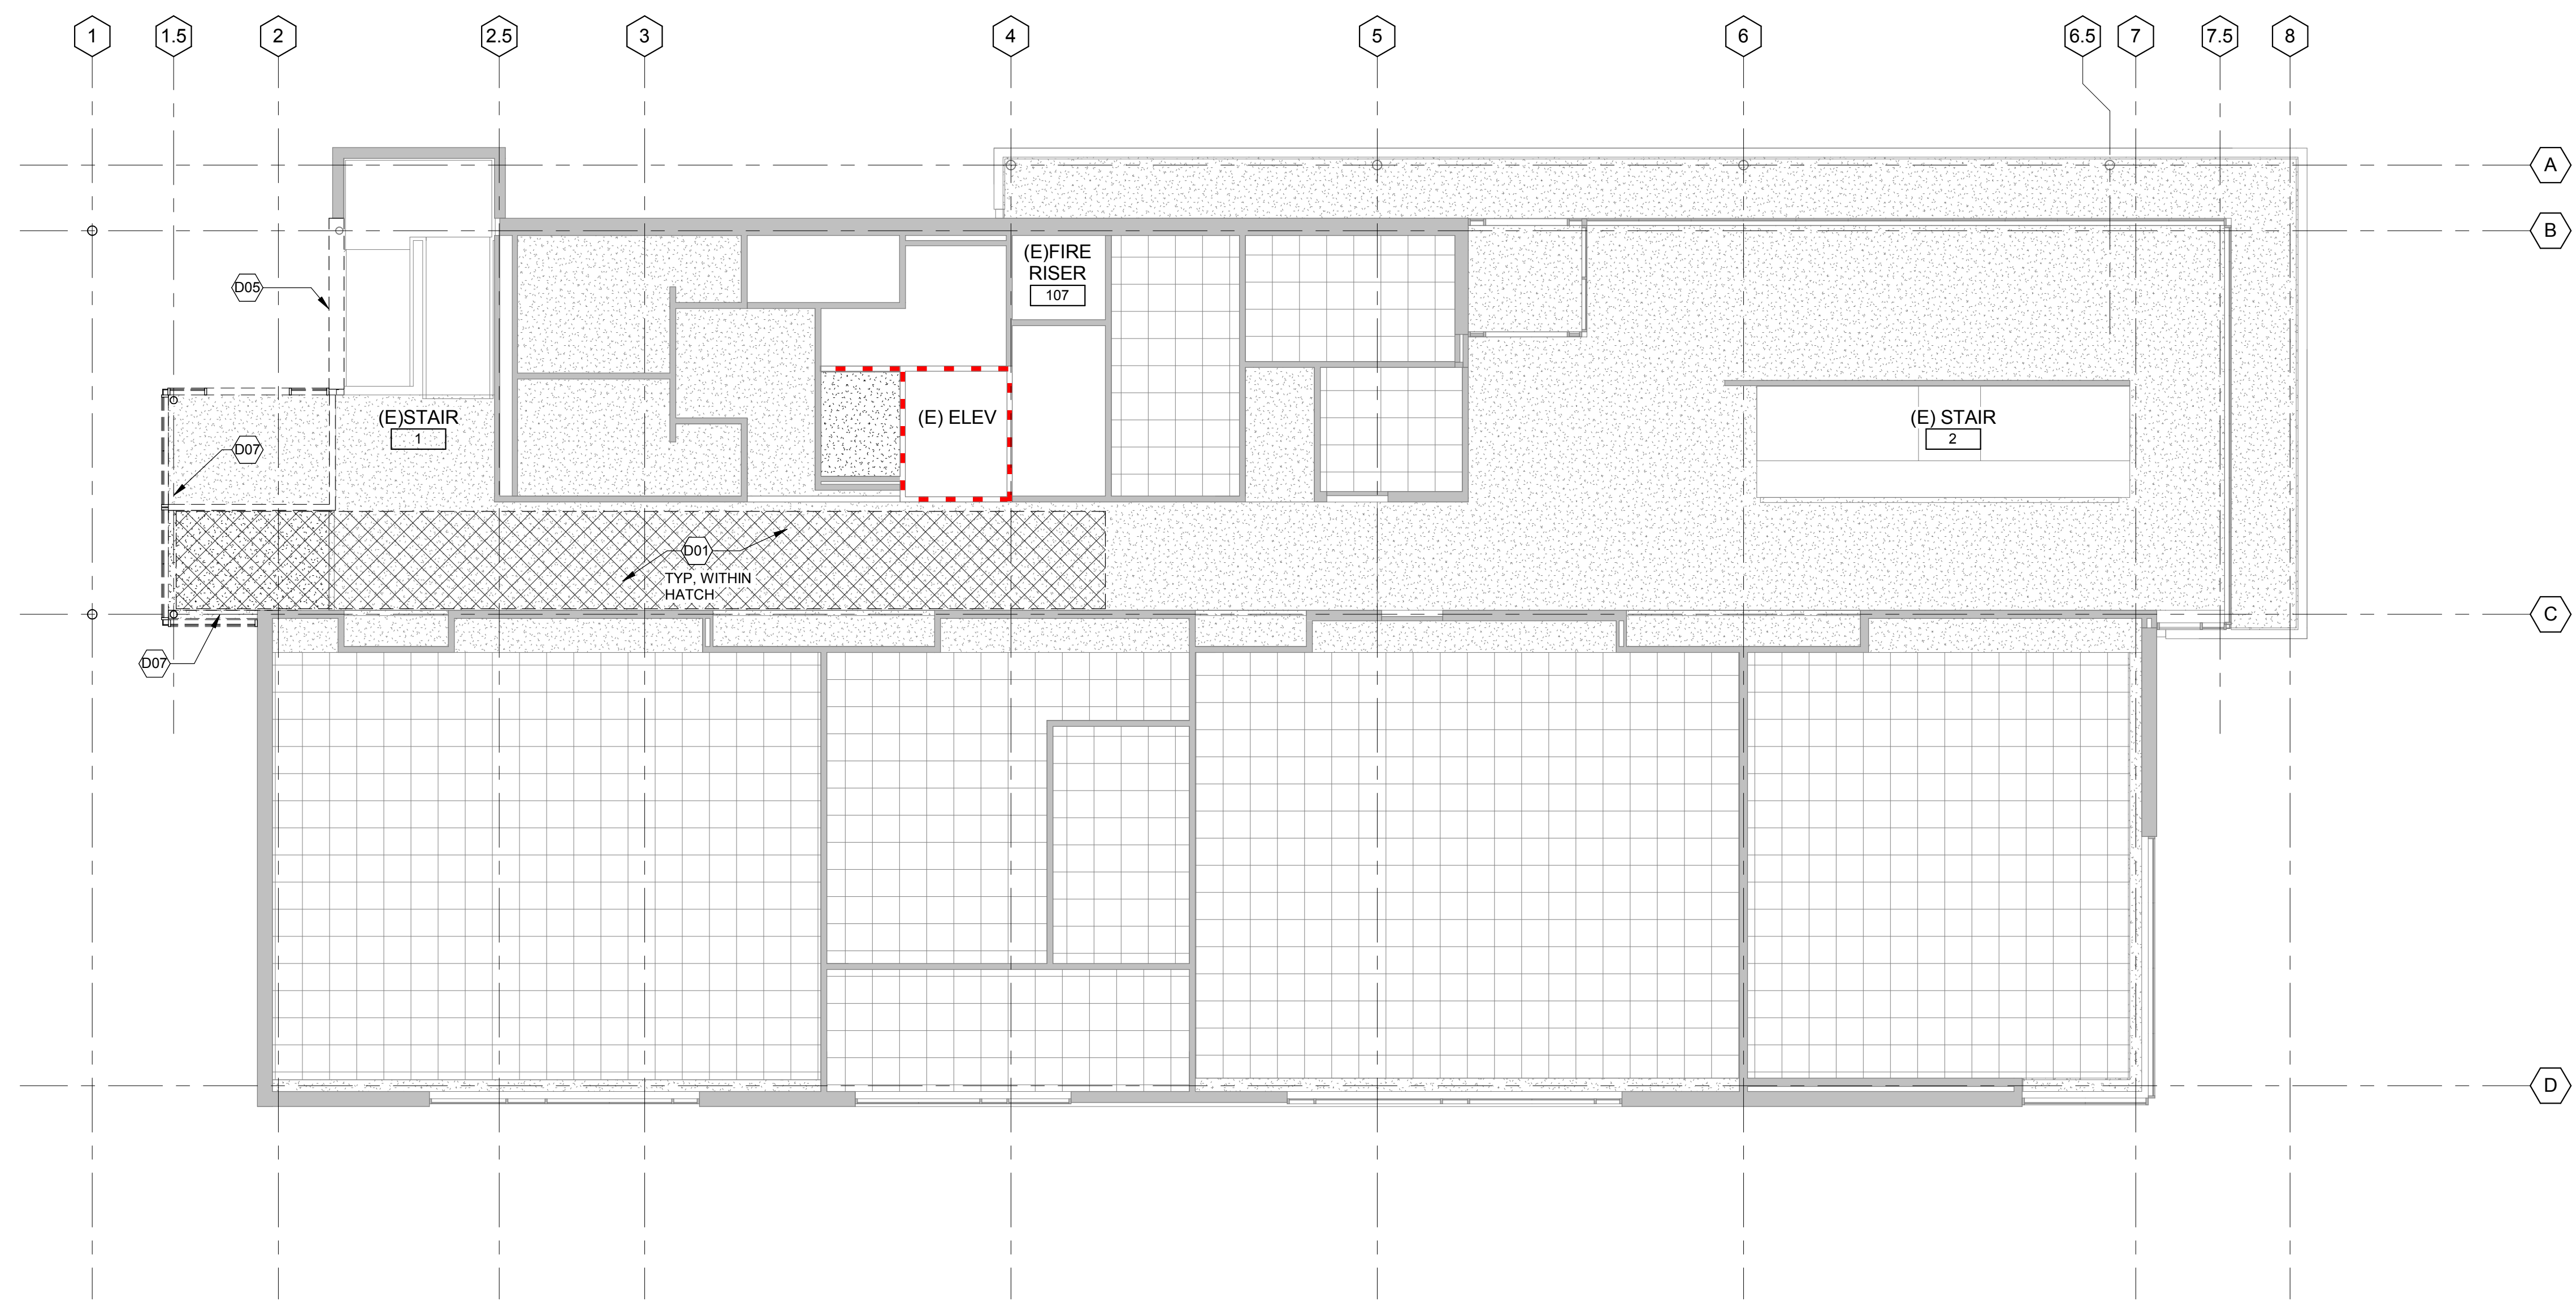 1
1.5
2
2.5
3
4
5
6
6.5
7
7.5
8
A
B
(E)FIRE
RISER
107
D05
(E)STAIR
1
(E) ELEV
(E) STAIR
2
D07
D01
TYP, WITHIN
HATCH
C
D07
D